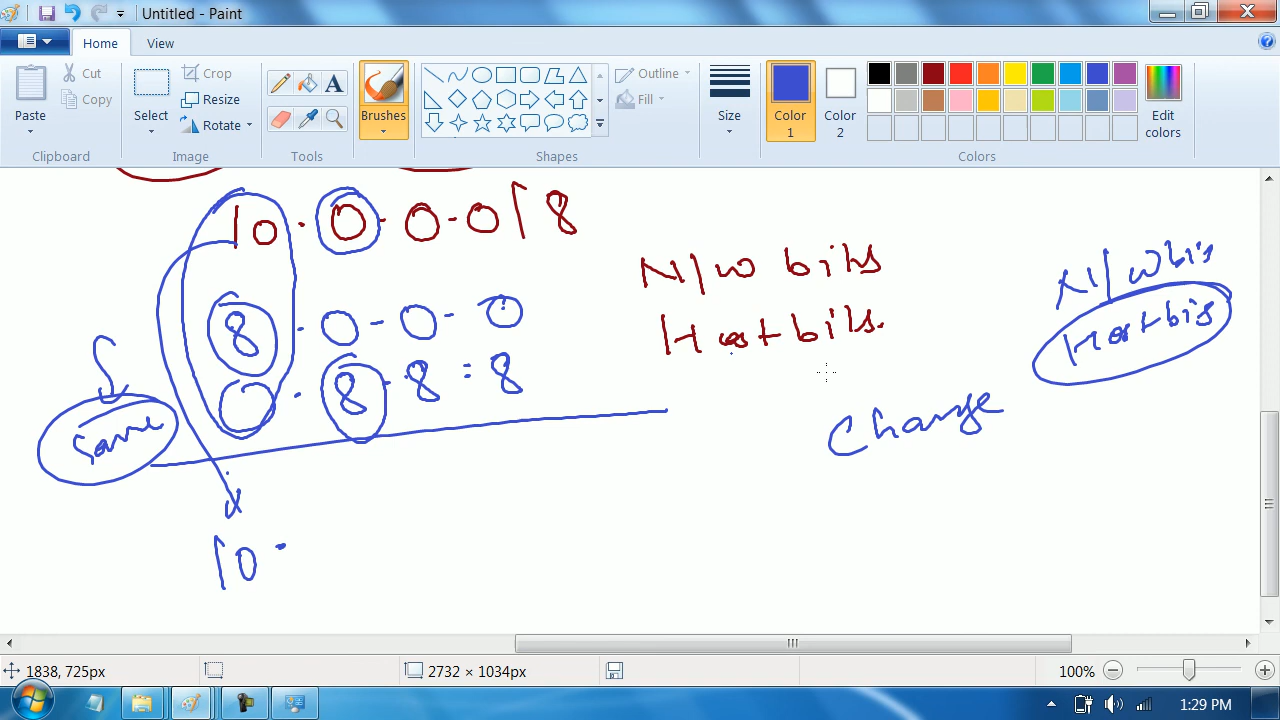 Untitled - Paint
Home View
Paste
Cut
Copy
Clipboard
Select
Crop
Resize
Rotate
Image
Tools
Brushes
Shapes
Outline
Fill
Size
Color 1
Color 2
Edit colors
Colors
10.0.0.0/8
N/w bits
Host bits.
N/w bits
Host bits
8.0.0.0
0.8.8=8
Same
Change
10.
1838, 725px
2732 × 1034px
100%
1:29 PM